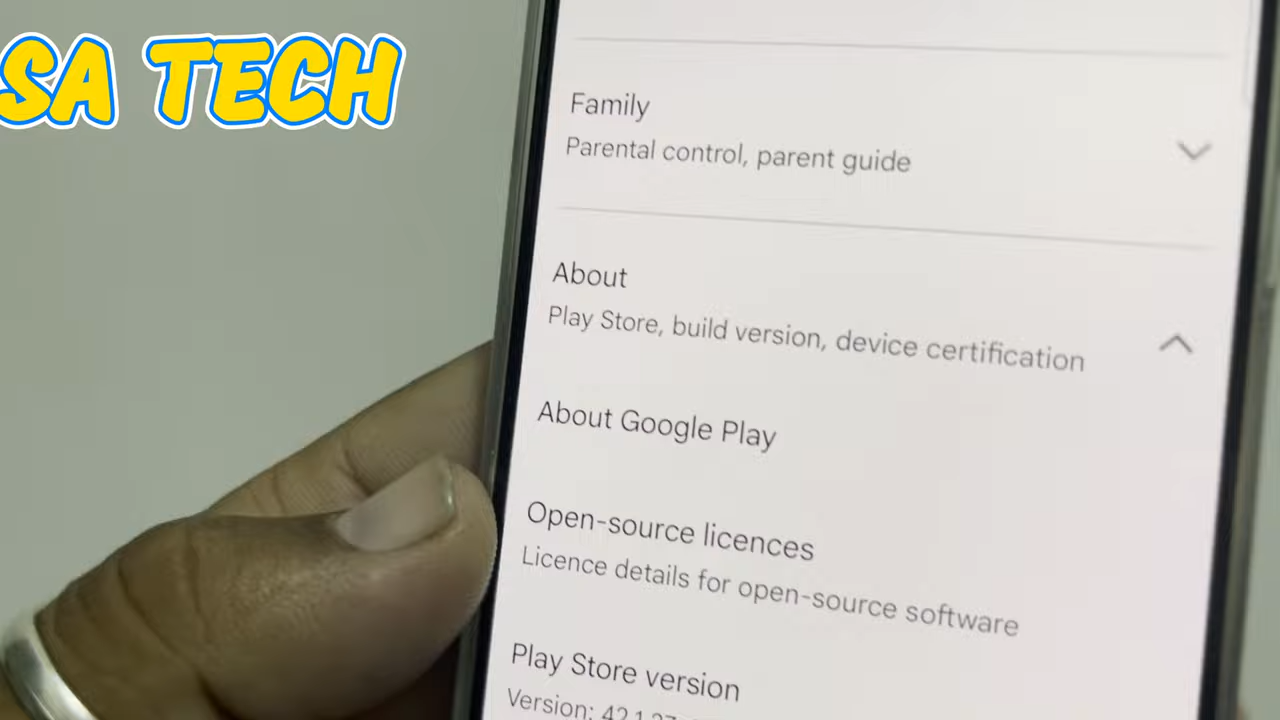 SA TECH
Family
Parental control, parent guide
About
Play Store, build version, device certification
About Google Play
Open-source licences
Licence details for open-source software
Play Store version
Version: